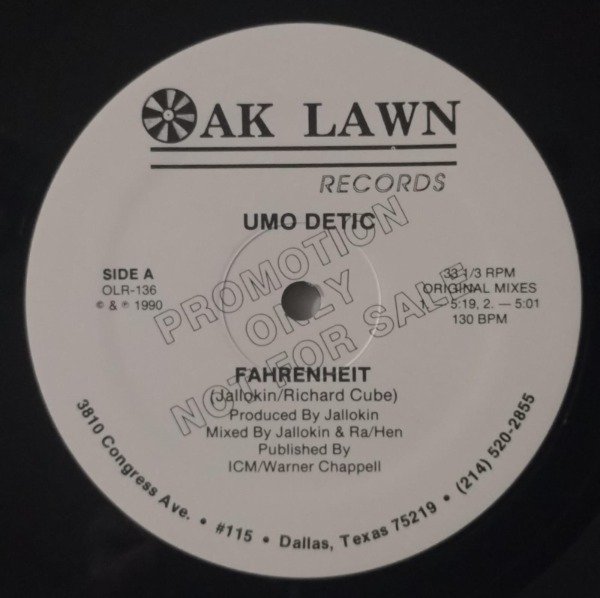 OAK LAWN
RECORDS
UMO DETIC
PROMOTION
ONLY
NOT FOR SALE
SIDE A
OLR-136
© & ℗ 1990
33 1/3 RPM
ORIGINAL MIXES
1. — 5:19, 2. — 5:01
130 BPM
FAHRENHEIT
(Jallokin/Richard Cube)
Produced By Jallokin
Mixed By Jallokin & Ra/Hen
Published By
ICM/Warner Chappell
3810 Congress Ave. • #115 • Dallas, Texas 75219 • (214) 520-2855